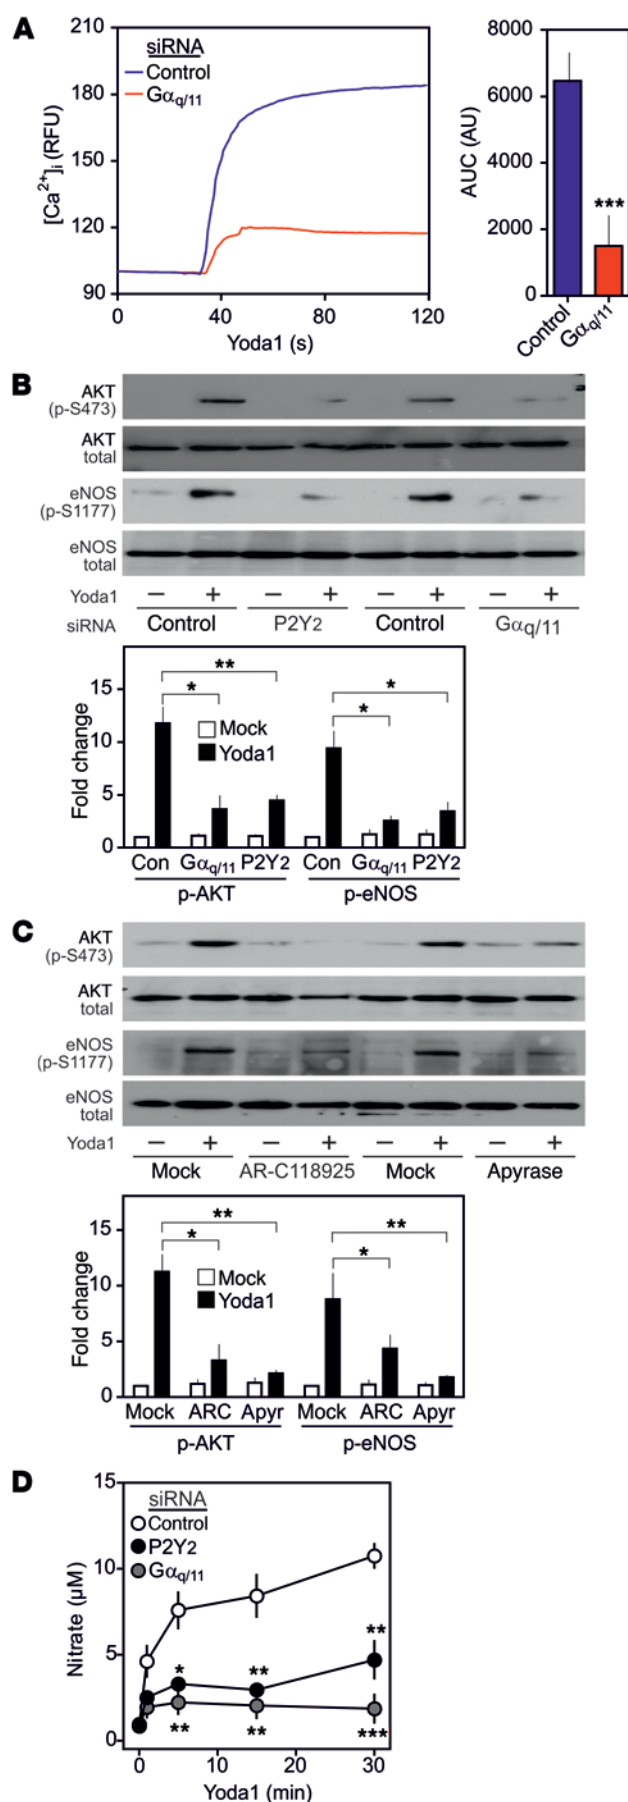 A
210
180
150
120
90
[Ca²⁺]ᵢ (RFU)
siRNA
Control
Gαq/11
0 40 80 120
Yoda1 (s)
8000
6000
4000
2000
0
AUC (AU)
***
Control
Gαq/11
B
AKT
(p-S473)
AKT
total
eNOS
(p-S1177)
eNOS
total
Yoda1 – + – + – + – +
siRNA Control P2Y2 Control Gαq/11
15
10
5
0
Fold change
**
*
*
*
Mock
Yoda1
Con Gαq/11 P2Y2 Con Gαq/11 P2Y2
p-AKT p-eNOS
C
AKT
(p-S473)
AKT
total
eNOS
(p-S1177)
eNOS
total
Yoda1 – + – + – + – +
Mock AR-C118925 Mock Apyrase
15
10
5
0
Fold change
**
*
**
*
Mock
Yoda1
Mock ARC Apyr Mock ARC Apyr
p-AKT p-eNOS
D
15
10
5
0
Nitrate (µM)
siRNA
Control
P2Y2
Gαq/11
* ** **
** ** ***
0 10 20 30
Yoda1 (min)